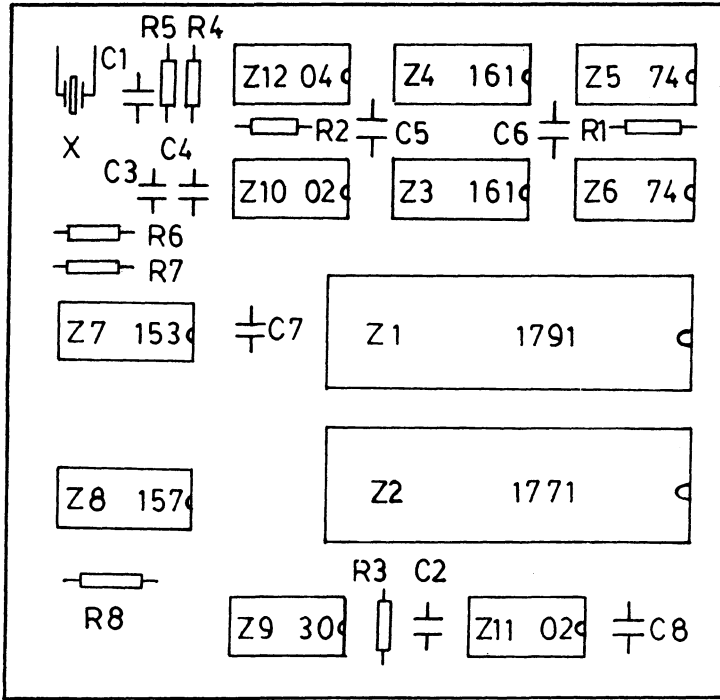 R5 R4
C1
Z12 04
Z4 161
Z5 74
X
R2
C5
C6
R1
C3
C4
Z10 02
Z3 161
Z6 74
R6
R7
Z7 153
C7
Z1 1791
Z8 157
Z2 1771
R3
C2
R8
Z9 30
Z11 02
C8